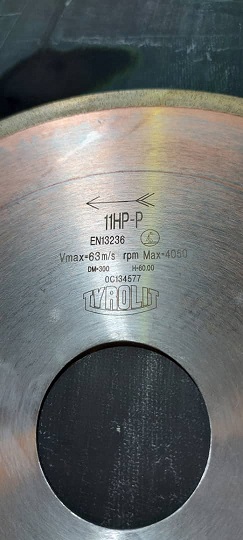 11HP-P
EN13236
Vmax=63m/s rpm Max=4050
DM=300 H=60.00
0C134577
TYROLIT